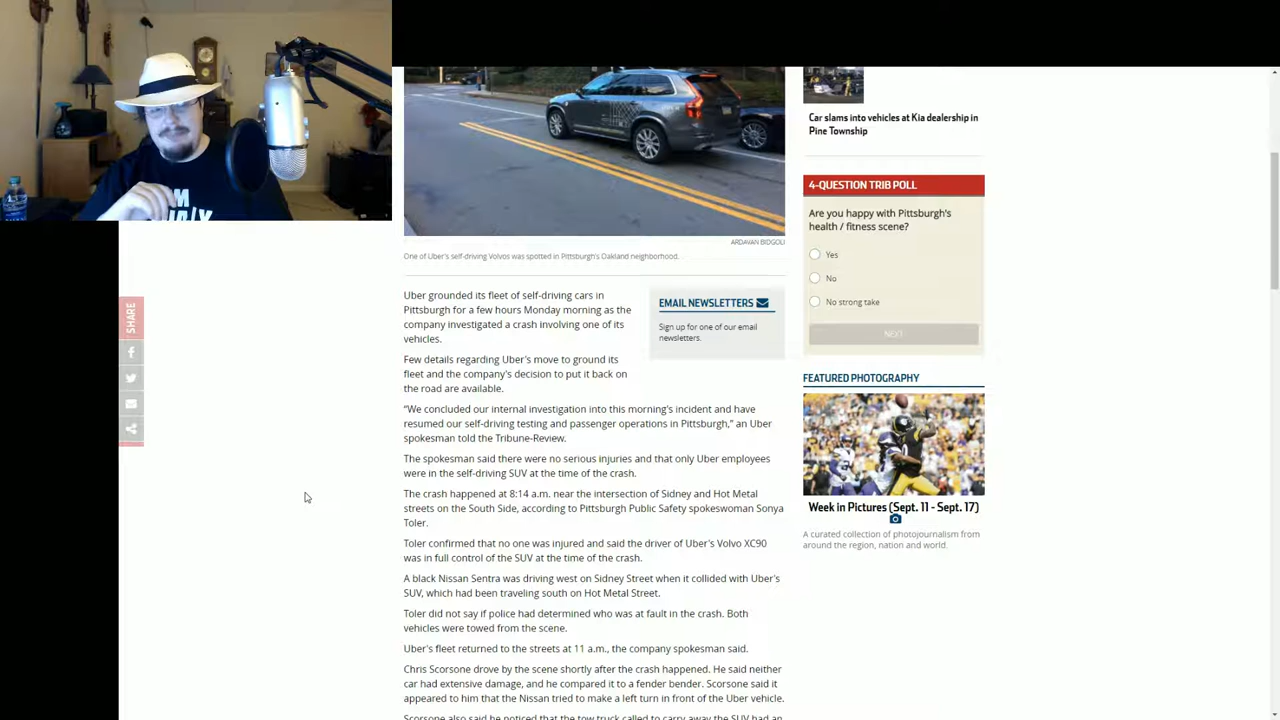 Car slams into vehicles at Kia dealership in
Pine Township
4-QUESTION TRIB POLL
Are you happy with Pittsburgh's
health / fitness scene?
Yes
No
No strong take
NEXT
ARDAVAN BIDGOLI
One of Uber's self-driving Volvos was spotted in Pittsburgh's Oakland neighborhood.
SHARE
Uber grounded its fleet of self-driving cars in
Pittsburgh for a few hours Monday morning as the
company investigated a crash involving one of its
vehicles.
EMAIL NEWSLETTERS
Sign up for one of our email
newsletters.
Few details regarding Uber's move to ground its
fleet and the company's decision to put it back on
the road are available.
“We concluded our internal investigation into this morning's incident and have
resumed our self-driving testing and passenger operations in Pittsburgh,” an Uber
spokesman told the Tribune-Review.
The spokesman said there were no serious injuries and that only Uber employees
were in the self-driving SUV at the time of the crash.
The crash happened at 8:14 a.m. near the intersection of Sidney and Hot Metal
streets on the South Side, according to Pittsburgh Public Safety spokeswoman Sonya
Toler.
Toler confirmed that no one was injured and said the driver of Uber's Volvo XC90
was in full control of the SUV at the time of the crash.
A black Nissan Sentra was driving west on Sidney Street when it collided with Uber's
SUV, which had been traveling south on Hot Metal Street.
Toler did not say if police had determined who was at fault in the crash. Both
vehicles were towed from the scene.
Uber's fleet returned to the streets at 11 a.m., the company spokesman said.
Chris Scorsone drove by the scene shortly after the crash happened. He said neither
car had extensive damage, and he compared it to a fender bender. Scorsone said it
appeared to him that the Nissan tried to make a left turn in front of the Uber vehicle.
Scorsone also said he noticed that the tow truck called to carry away the SUV had an
FEATURED PHOTOGRAPHY
Week in Pictures (Sept. 11 - Sept. 17)
A curated collection of photojournalism from
around the region, nation and world.